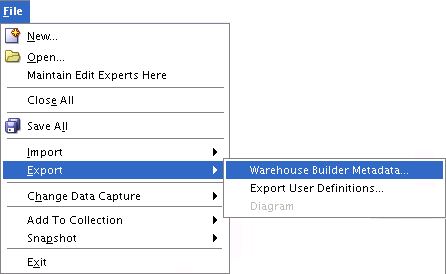 File
New...
Open...
Maintain Edit Experts Here
Close All
Save All
Import
Export
Warehouse Builder Metadata...
Export User Definitions...
Diagram
Change Data Capture
Add To Collection
Snapshot
Exit